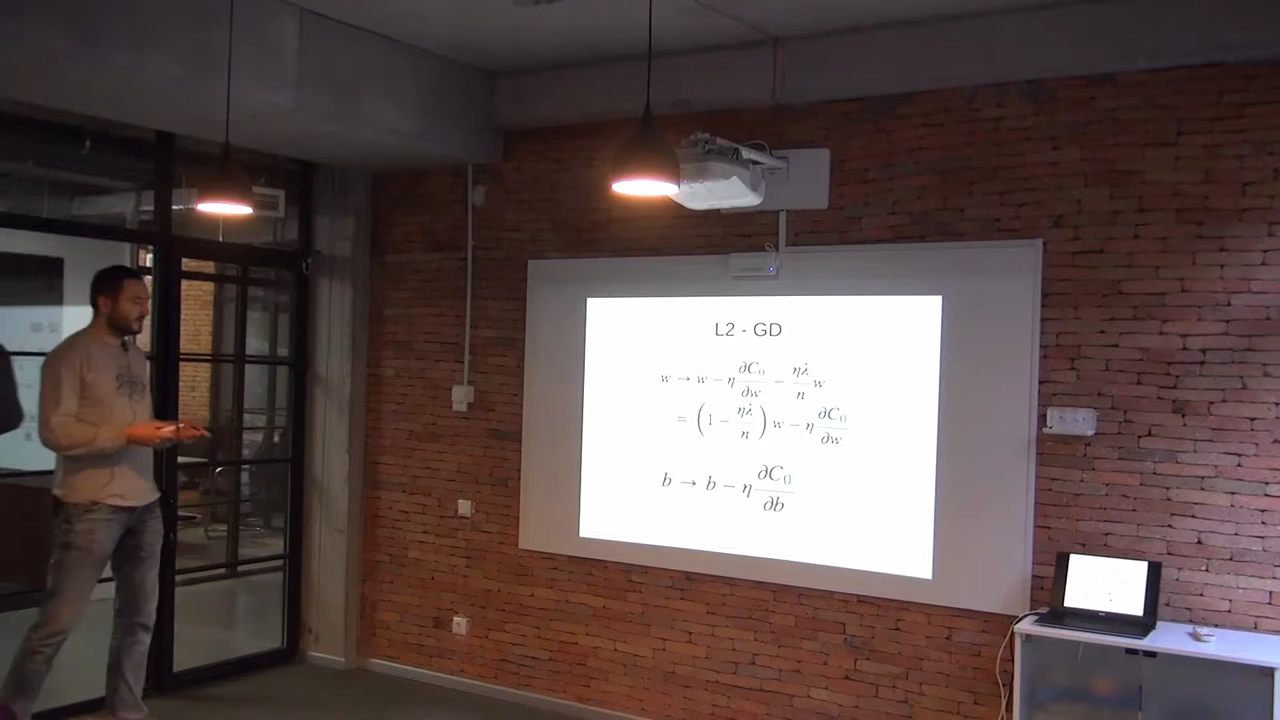 L2 - GD
w → w − η ∂C₀/∂w − ηλ/n w
= (1 − ηλ/n) w − η ∂C₀/∂w
b → b − η ∂C₀/∂b